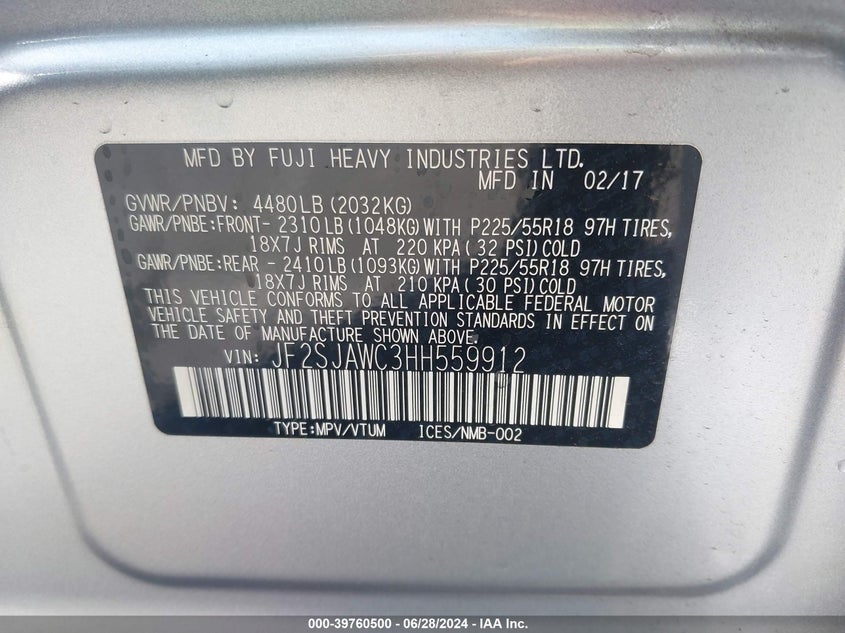 MFD BY FUJI HEAVY INDUSTRIES LTD.
MFD IN 02/17
GVWR/PNBV: 4480LB(2032KG)
GAWR/PNBE:FRONT- 2310LB(1048KG)WITH P225/55R18 97H TIRES,
18X7J RIMS AT 220 KPA( 32 PSI)COLD
GAWR/PNBE:REAR - 2410LB(1093KG)WITH P225/55R18 97H TIRES,
18X7J RIMS AT 210 KPA( 30 PSI)COLD
THIS VEHICLE CONFORMS TO ALL APPLICABLE FEDERAL MOTOR
VEHICLE SAFETY AND THEFT PREVENTION STANDARDS IN EFFECT ON
THE DATE OF MANUFACTURE SHOWN ABOVE.
VIN: JF2SJAWC3HH559912
TYPE:MPV/VTUM ICES/NMB-002
000-39760500 - 06/28/2024 - IAA Inc.